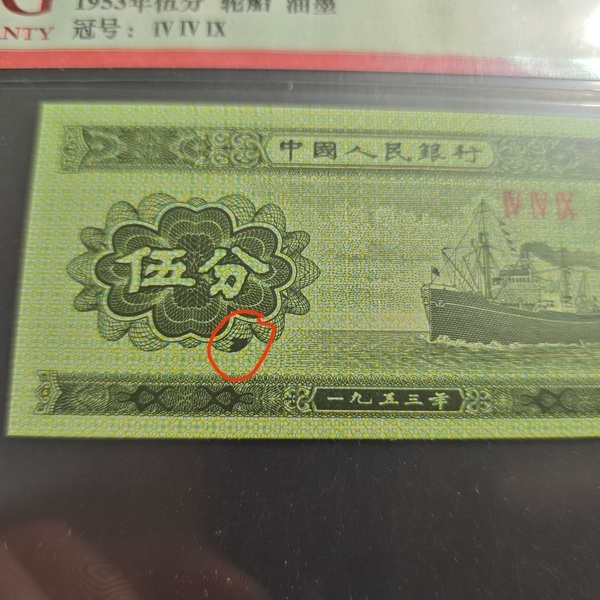 G 1953年伍分 轮船 油墨
NTY 冠号: IV IV IX
中國人民銀行
IV IV IX
伍分
一九五三年